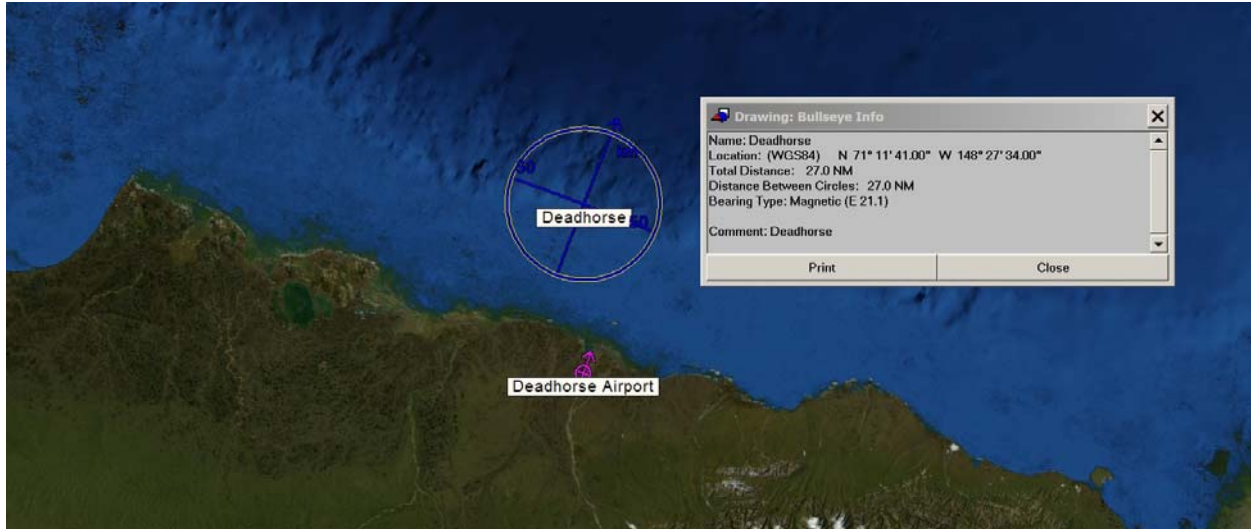 50
50
Deadhorse
Drawing: Bullseye Info
Name: Deadhorse
Location: (WGS84) N 71° 11' 41.00" W 148° 27' 34.00"
Total Distance: 27.0 NM
Distance Between Circles: 27.0 NM
Bearing Type: Magnetic (E 21.1)
Comment: Deadhorse
Print Close
Deadhorse Airport